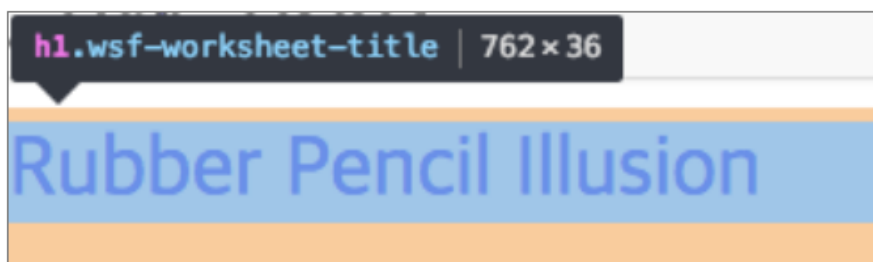 h1.wsf-worksheet-title | 762 × 36
Rubber Pencil Illusion